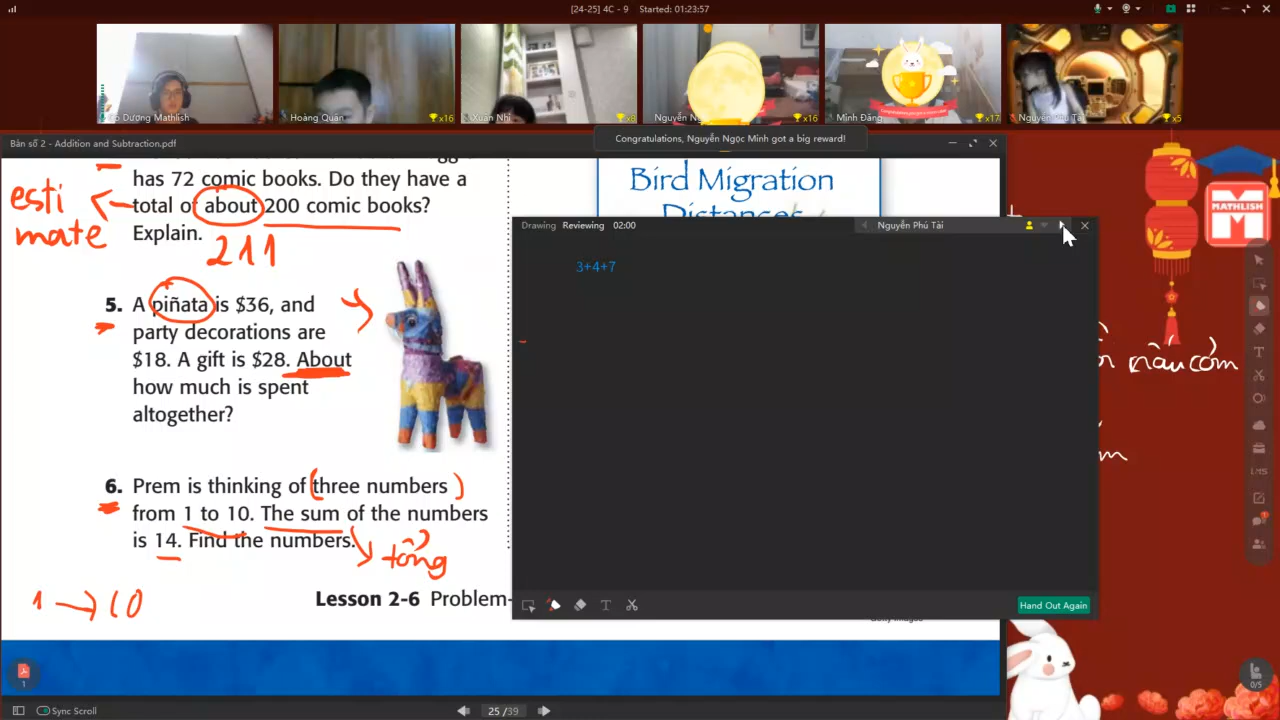 [24-25] 4C - 9 Started: 01:23:57
Dương Mathlish
Hoàng Quân
x16
Xuân Nhi
x8
x16
Minh Đăng
x17
Nguyễn Phú Tài
x5
Congratulations, Nguyễn Ngọc Minh got a big reward!
Bàn số 2 - Addition and Subtraction.pdf
has 72 comic books. Do they have a
total of about 200 comic books?
Explain.
esti
mate
211
5. A piñata is $36, and
party decorations are
$18. A gift is $28. About
how much is spent
altogether?
6. Prem is thinking of (three numbers)
from 1 to 10. The sum of the numbers
is 14. Find the numbers.
tổng
1 → 10
Lesson 2-6 Problem-
Bird Migration
Distances
Drawing Reviewing 02:00
Nguyễn Phú Tài
3+4+7
Hand Out Again
MATHLISH
LMS
1
0/5
Sync Scroll
25 /39